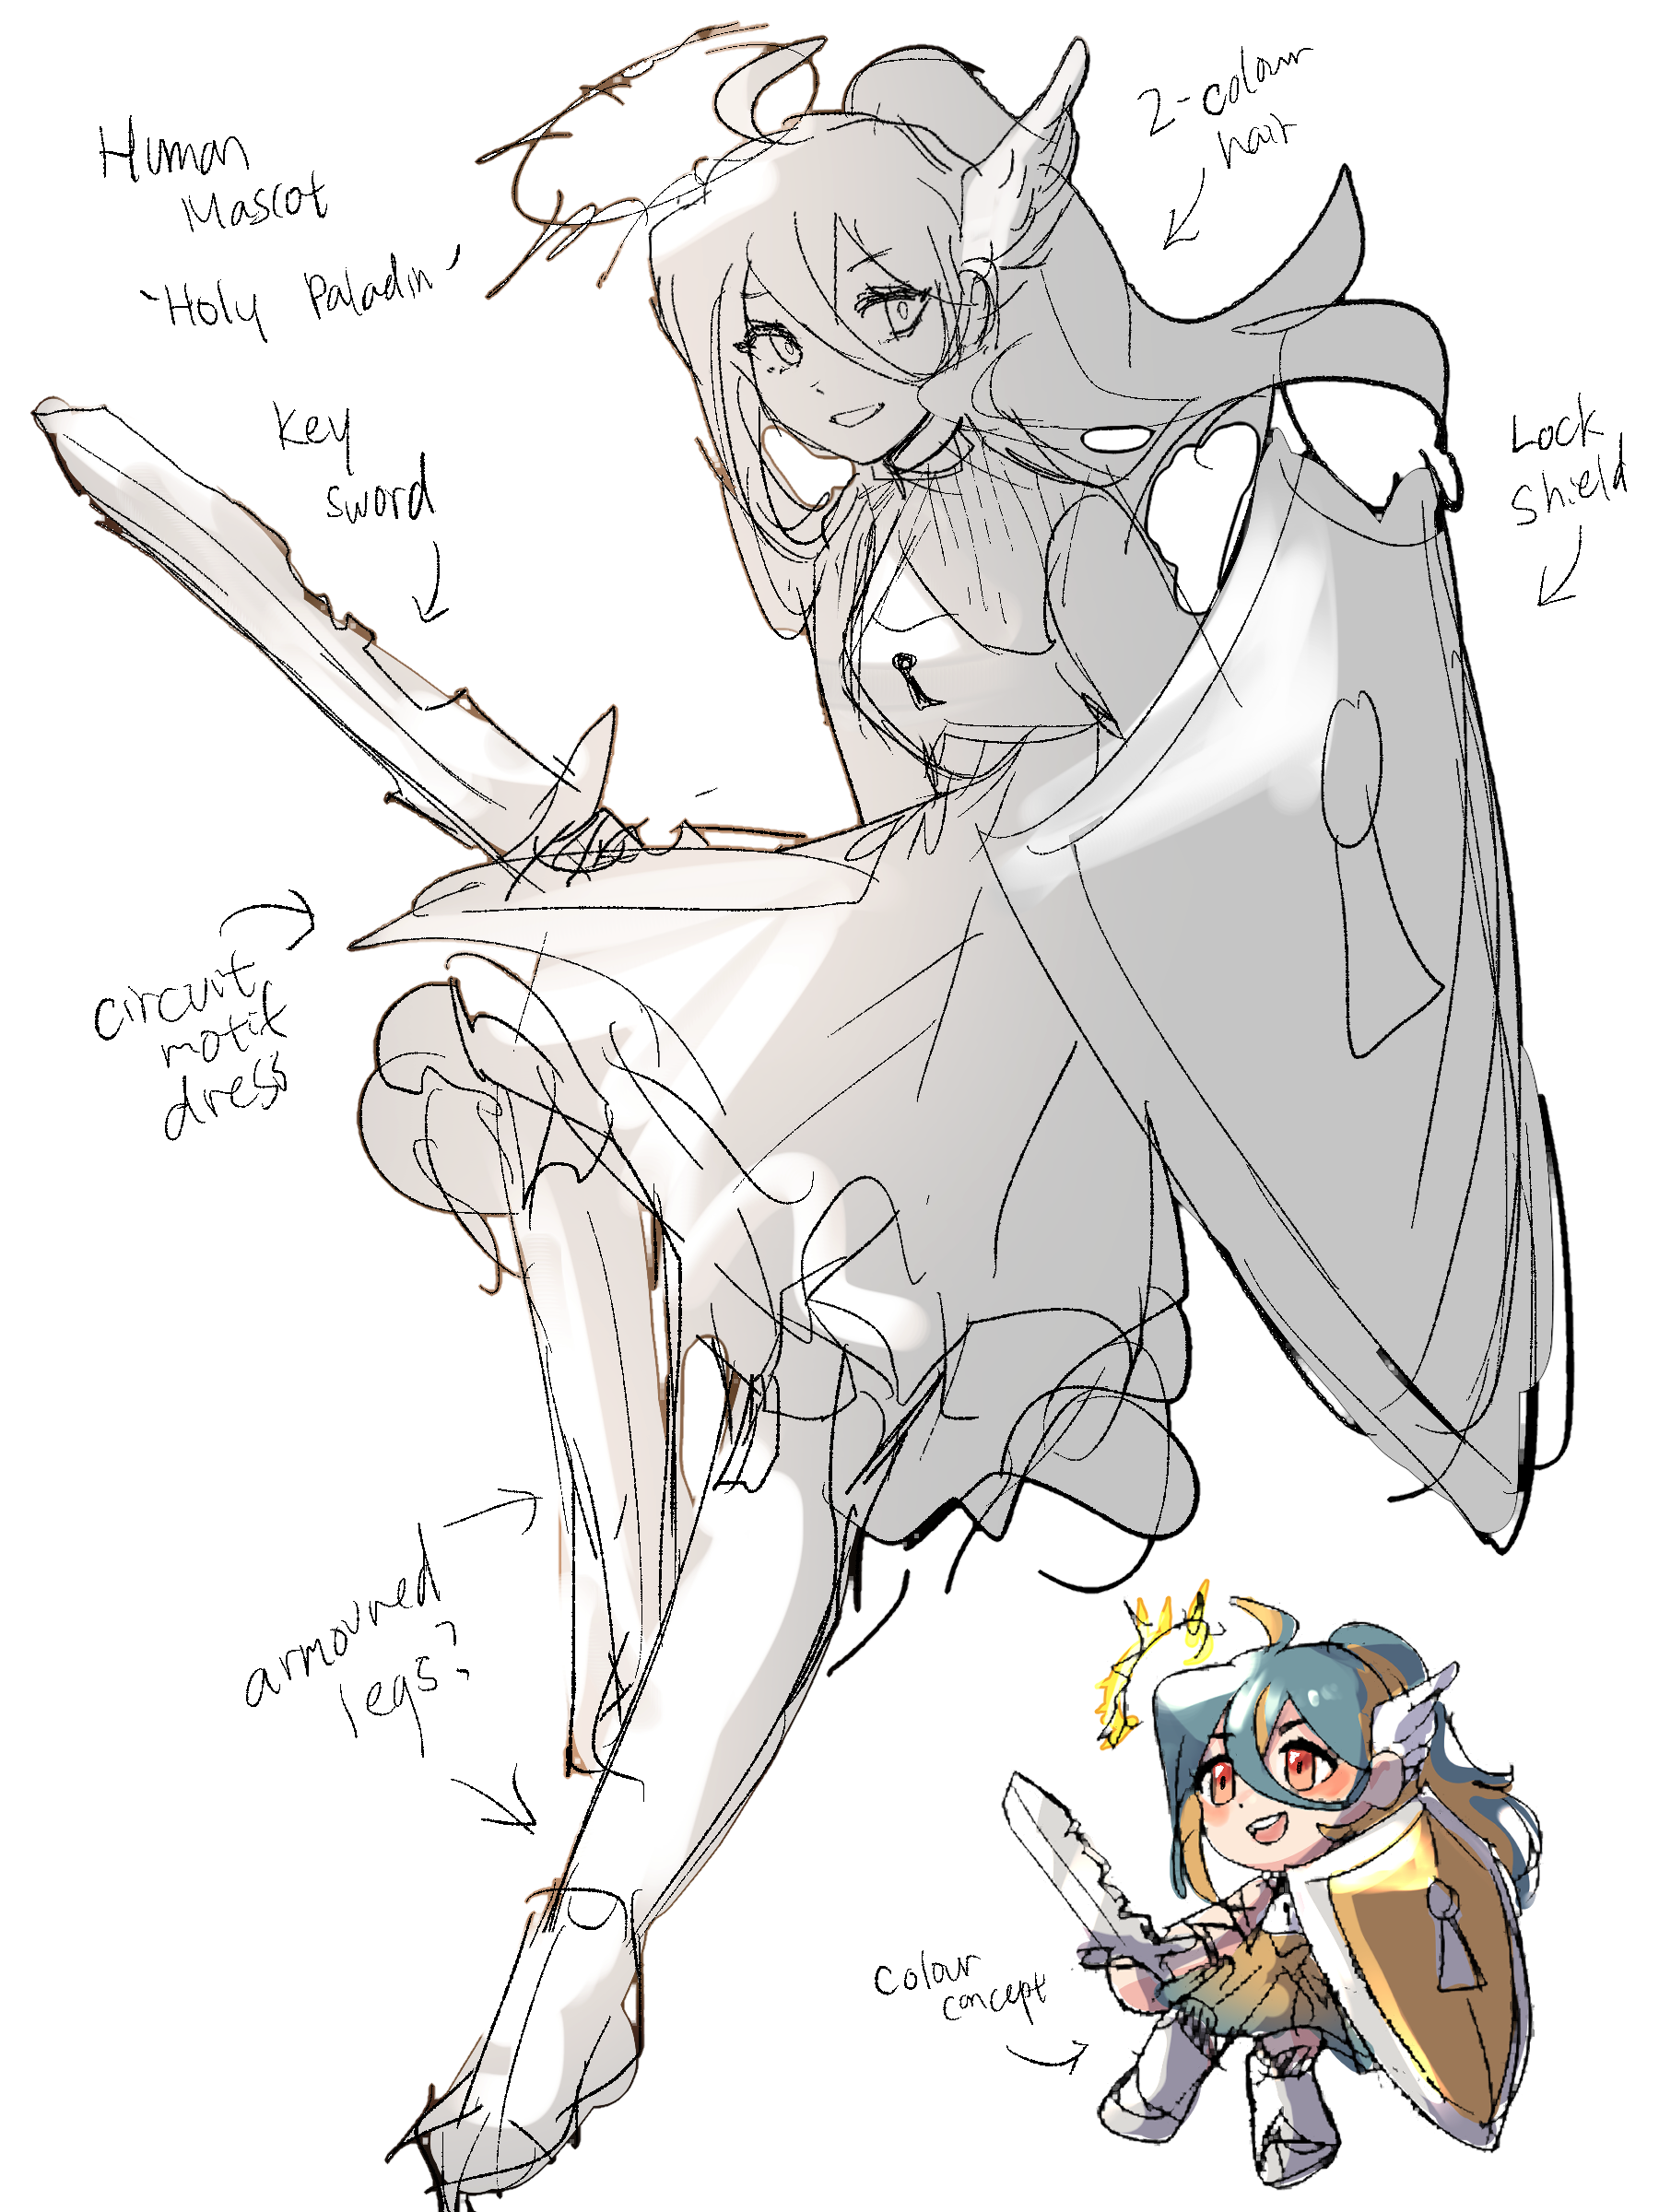 Human
Mascot
'Holy Paladin'
2-colour
hair
Key
sword
Lock
Shield
circuit
motif
dress
armoured
legs?
colour
concept